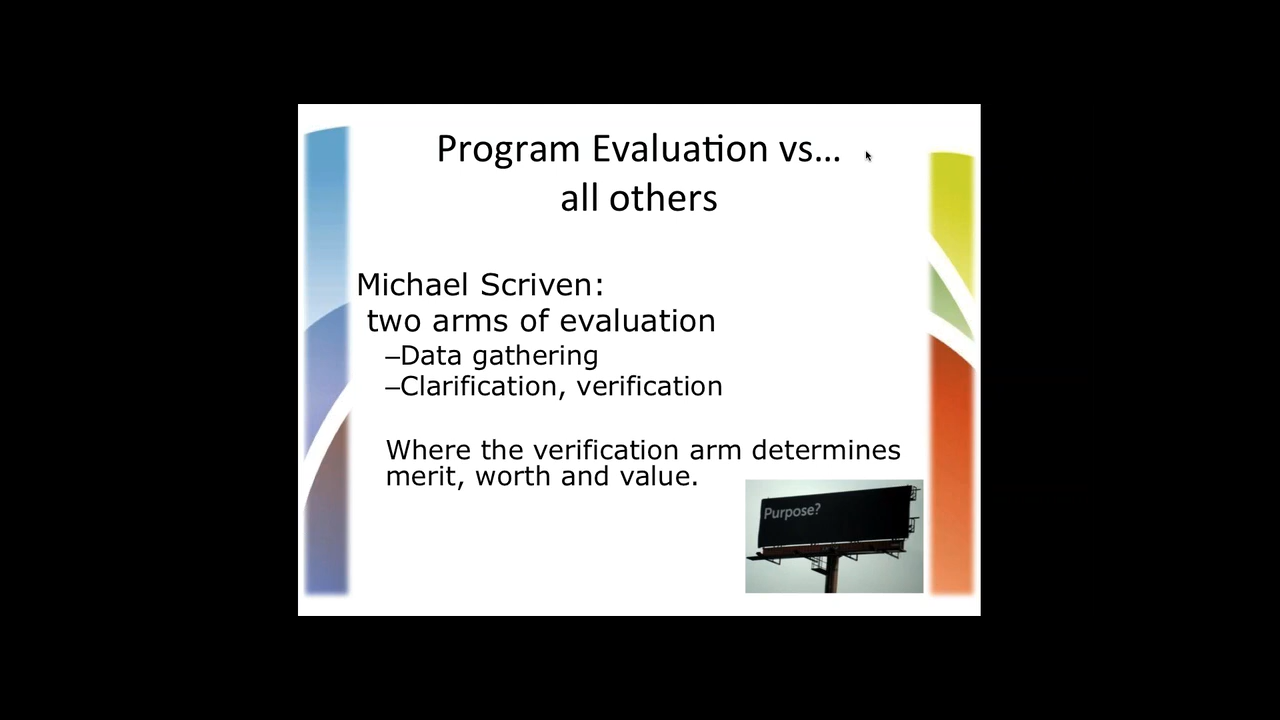 Program Evaluation vs...
all others
Michael Scriven:
two arms of evaluation
–Data gathering
–Clarification, verification
Where the verification arm determines
merit, worth and value.
Purpose?